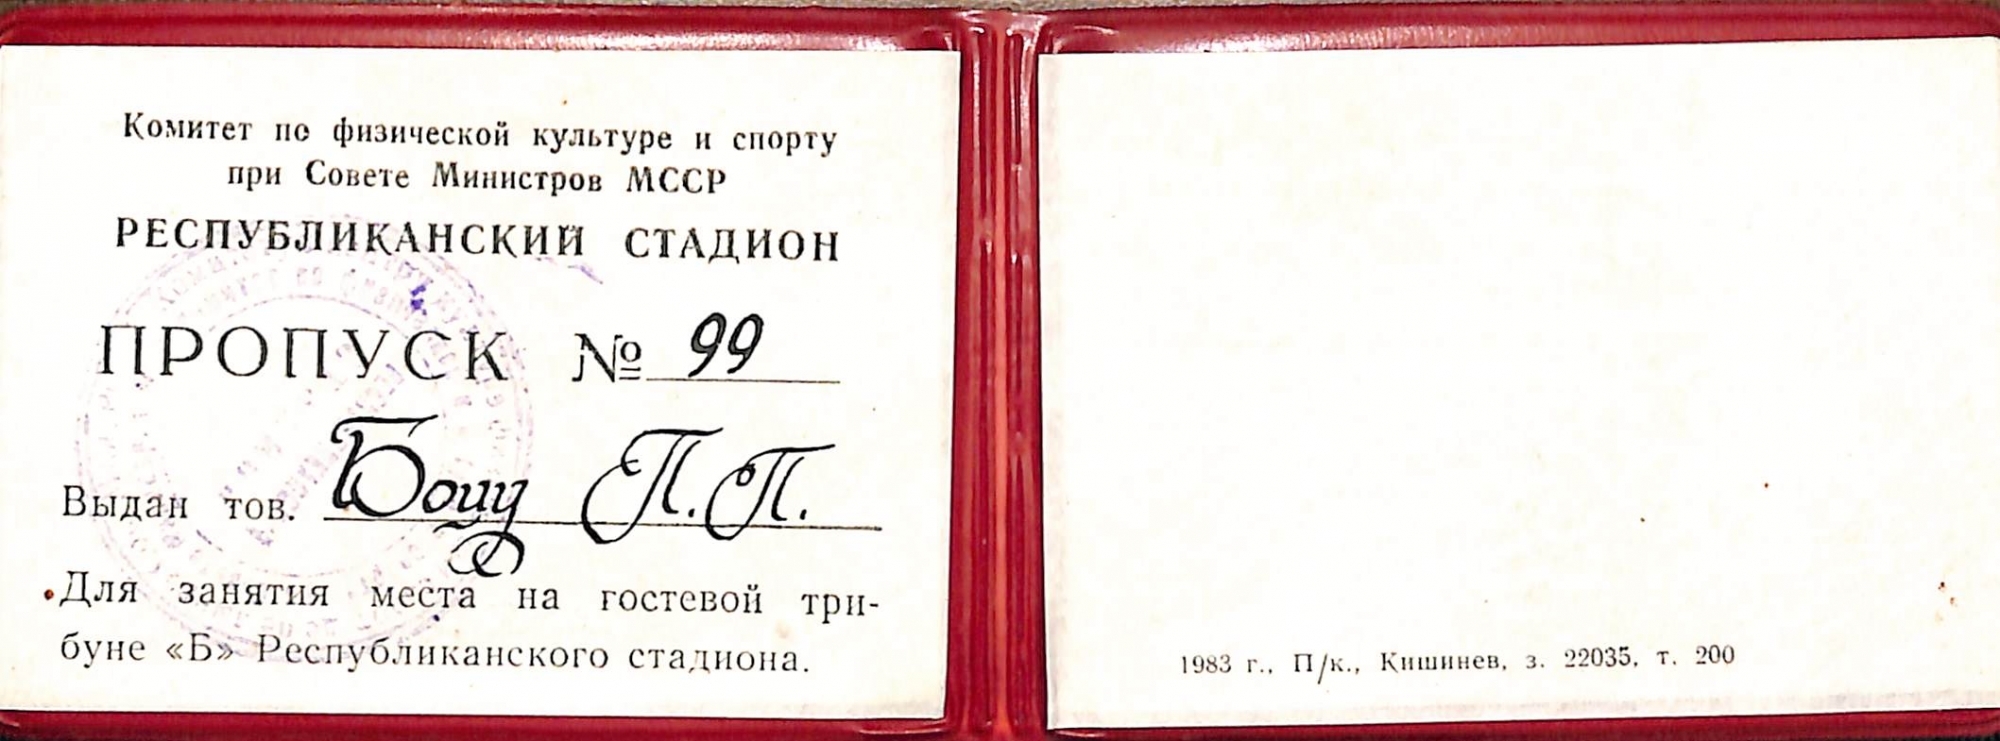 Комитет по физической культуре и спорту
при Совете Министров МССР
РЕСПУБЛИКАНСКИЙ СТАДИОН
ПРОПУСК № 99
Выдан тов. Боцу П.П.
Для занятия места на гостевой три-
буне «Б» Республиканского стадиона.
1983 г., П/к., Кишинев, з. 22035, т. 200